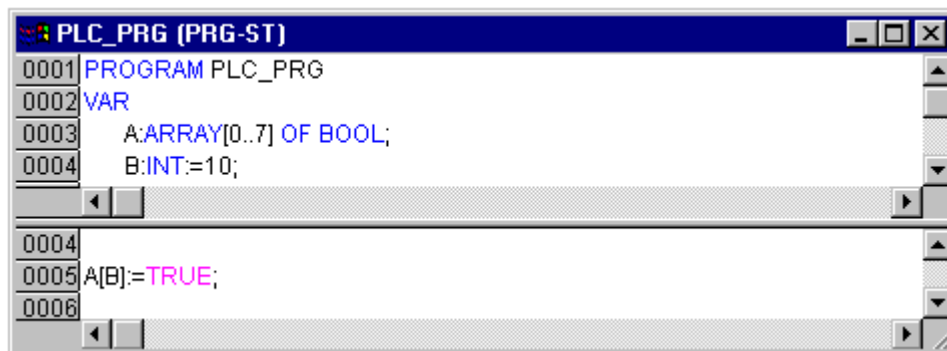 PLC_PRG (PRG-ST)
0001 PROGRAM PLC_PRG
0002 VAR
0003 A:ARRAY[0..7] OF BOOL;
0004 B:INT:=10;
0004
0005 A[B]:=TRUE;
0006